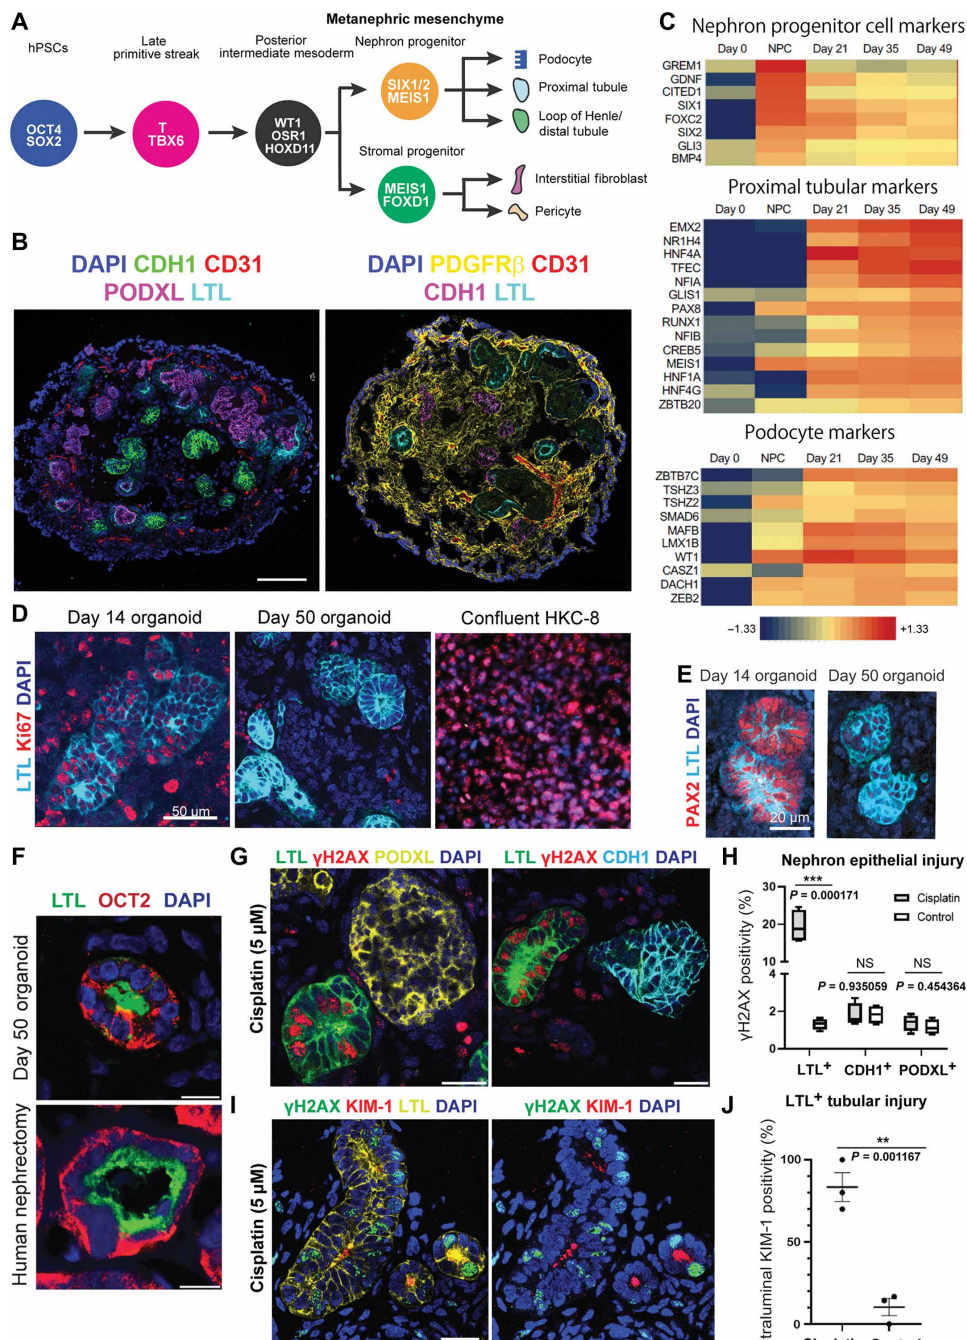 A
Metanephric mesenchyme
hPSCs
Late
primitive streak
Posterior
intermediate mesoderm
Nephron progenitor
OCT4
SOX2
T
TBX6
WT1
OSR1
HOXD11
SIX1/2
MEIS1
Podocyte
Proximal tubule
Loop of Henle/
distal tubule
Stromal progenitor
MEIS1
FOXD1
Interstitial fibroblast
Pericyte
B
DAPI CDH1 CD31
PODXL LTL
DAPI PDGFRβ CD31
CDH1 LTL
C
Nephron progenitor cell markers
Day 0 NPC Day 21 Day 35 Day 49
GREM1
GDNF
CITED1
SIX1
FOXC2
SIX2
GLI3
BMP4
Proximal tubular markers
Day 0 NPC Day 21 Day 35 Day 49
EMX2
NR1H4
HNF4A
TFEC
NFIA
GLIS1
PAX8
RUNX1
NFIB
CREB5
MEIS1
HNF1A
HNF4G
ZBTB20
Podocyte markers
Day 0 NPC Day 21 Day 35 Day 49
ZBTB7C
TSHZ3
TSHZ2
SMAD6
MAFB
LMX1B
WT1
CASZ1
DACH1
ZEB2
−1.33 +1.33
D
Day 14 organoid Day 50 organoid Confluent HKC-8
LTL Ki67 DAPI
50 μm
E
Day 14 organoid Day 50 organoid
PAX2 LTL DAPI
20 μm
F
LTL OCT2 DAPI
Day 50 organoid
Human nephrectomy
G
LTL γH2AX PODXL DAPI
LTL γH2AX CDH1 DAPI
Cisplatin (5 μM)
H
Nephron epithelial injury
γH2AX positivity (%)
30
20
10
4
2
0
***
P = 0.000171
Cisplatin
Control
NS NS
P = 0.935059 P = 0.454364
LTL+ CDH1+ PODXL+
I
γH2AX KIM-1 LTL DAPI
γH2AX KIM-1 DAPI
Cisplatin (5 μM)
J
LTL+ tubular injury
traluminal KIM-1 positivity (%)
**
P = 0.001167
100
50
0